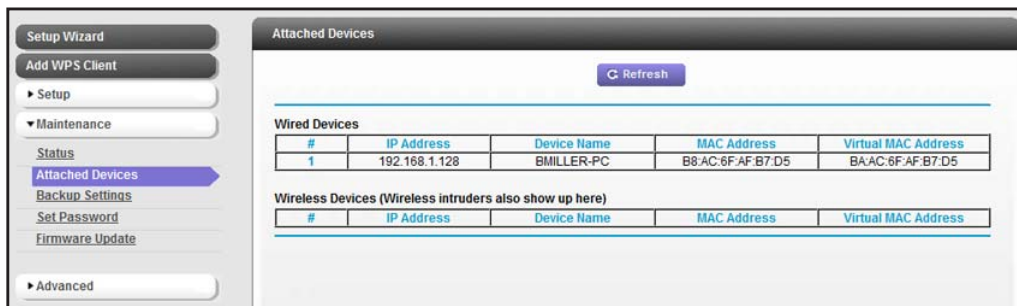 Setup Wizard
Add WPS Client
Setup
Maintenance
Status
Attached Devices
Backup Settings
Set Password
Firmware Update
Advanced
Attached Devices
Refresh
Wired Devices
# IP Address Device Name MAC Address Virtual MAC Address
1 192.168.1.128 BMILLER-PC B8:AC:6F:AF:B7:D5 BA:AC:6F:AF:B7:D5
Wireless Devices (Wireless intruders also show up here)
# IP Address Device Name MAC Address Virtual MAC Address